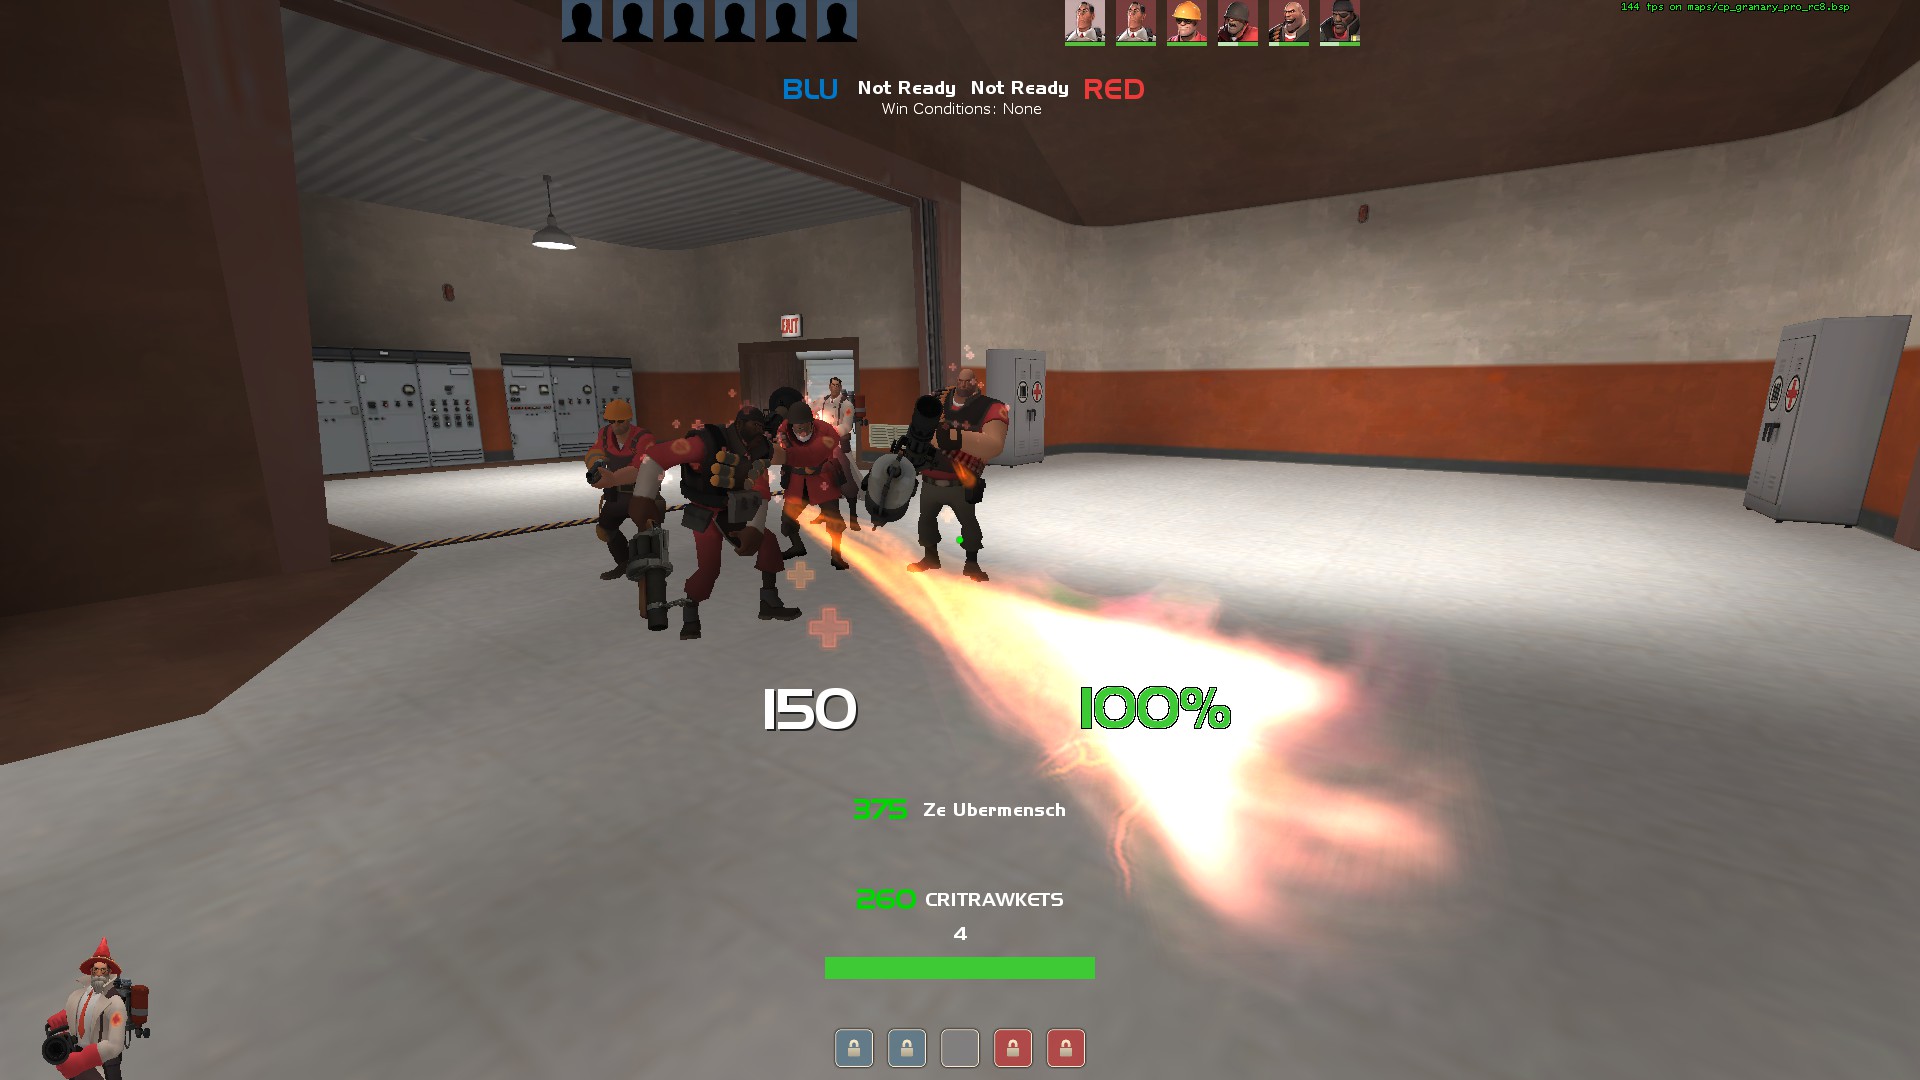 144 fps on maps/cp_granary_pro_rc8.bsp
BLU Not Ready Not Ready RED
Win Conditions: None
EXIT
150 100%
375 Ze Ubermensch
260 CRITRAWKETS
4